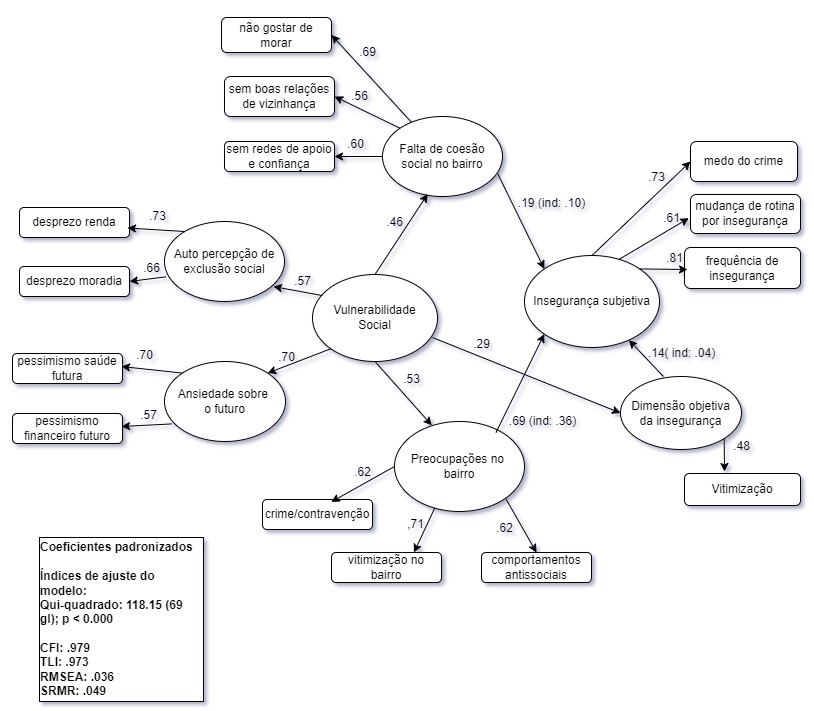 não gostar de
morar
.69
sem boas relações
de vizinhança
.56
sem redes de apoio
e confiança
.60
Falta de coesão
social no bairro
medo do crime
.73
mudança de rotina
por insegurança
.61
frequência de
insegurança
.81
.19 (ind: .10)
.46
desprezo renda
.73
desprezo moradia
.66
Auto percepção de
exclusão social
.57
Vulnerabilidade
Social
Insegurança subjetiva
.29
.14( ind: .04)
pessimismo saúde
futura
.70
pessimismo
financeiro futuro
.57
Ansiedade sobre
o futuro
.70
.53
Dimensão objetiva
da insegurança
.69 (ind: .36)
.48
Vitimização
Preocupações no
bairro
.62
crime/contravenção
,71
vitimização no
bairro
.62
comportamentos
antissociais
Coeficientes padronizados
Índices de ajuste do
modelo:
Qui-quadrado: 118.15 (69
gl); p < 0.000
CFI: .979
TLI: .973
RMSEA: .036
SRMR: .049